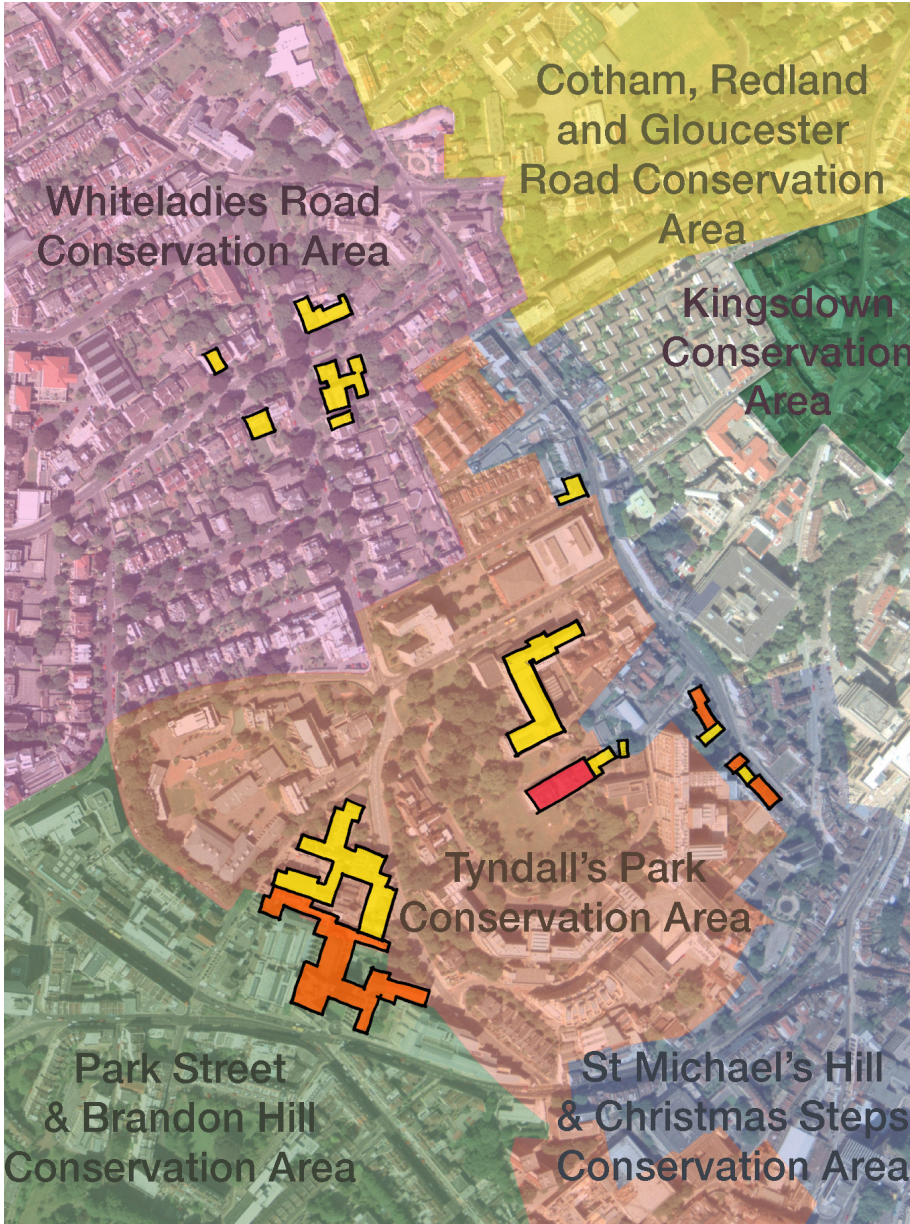 Cotham, Redland
and Gloucester
Road Conservation
Area
Whiteladies Road
Conservation Area
Kingsdown
Conservation
Area
Tyndall's Park
Conservation Area
Park Street
& Brandon Hill
Conservation Area
St Michael's Hill
& Christmas Steps
Conservation Area